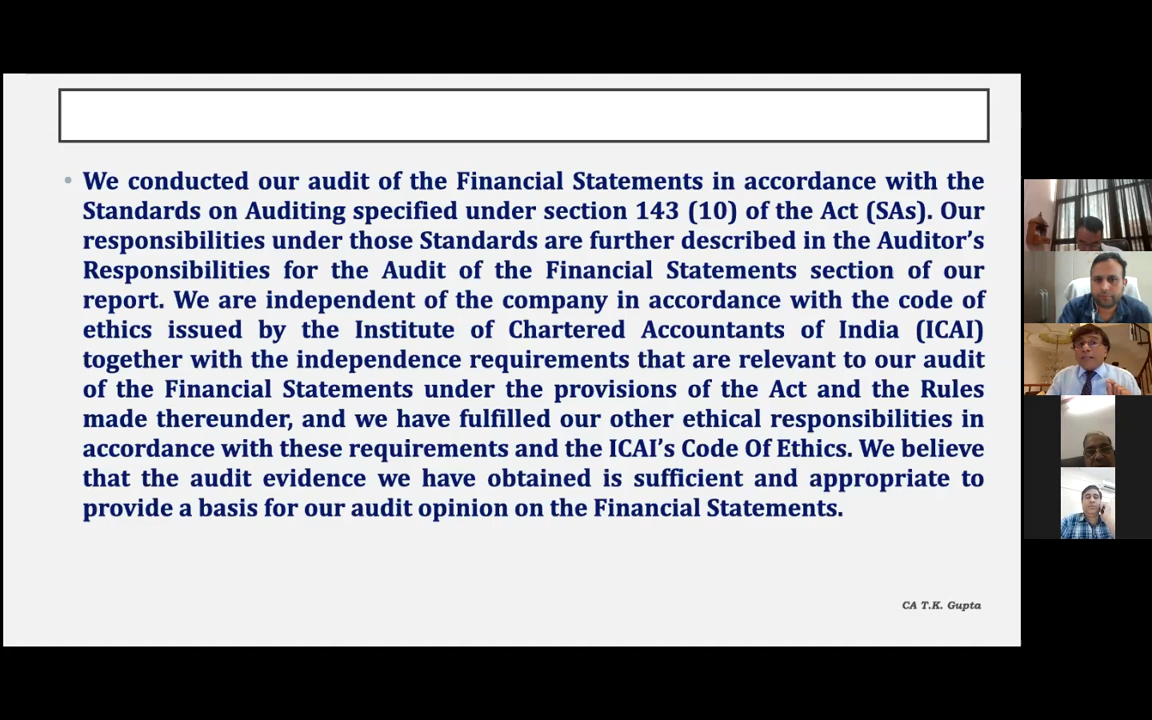 We conducted our audit of the Financial Statements in accordance with the
Standards on Auditing specified under section 143 (10) of the Act (SAs). Our
responsibilities under those Standards are further described in the Auditor’s
Responsibilities for the Audit of the Financial Statements section of our
report. We are independent of the company in accordance with the code of
ethics issued by the Institute of Chartered Accountants of India (ICAI)
together with the independence requirements that are relevant to our audit
of the Financial Statements under the provisions of the Act and the Rules
made thereunder, and we have fulfilled our other ethical responsibilities in
accordance with these requirements and the ICAI’s Code Of Ethics. We believe
that the audit evidence we have obtained is sufficient and appropriate to
provide a basis for our audit opinion on the Financial Statements.
CA T.K. Gupta